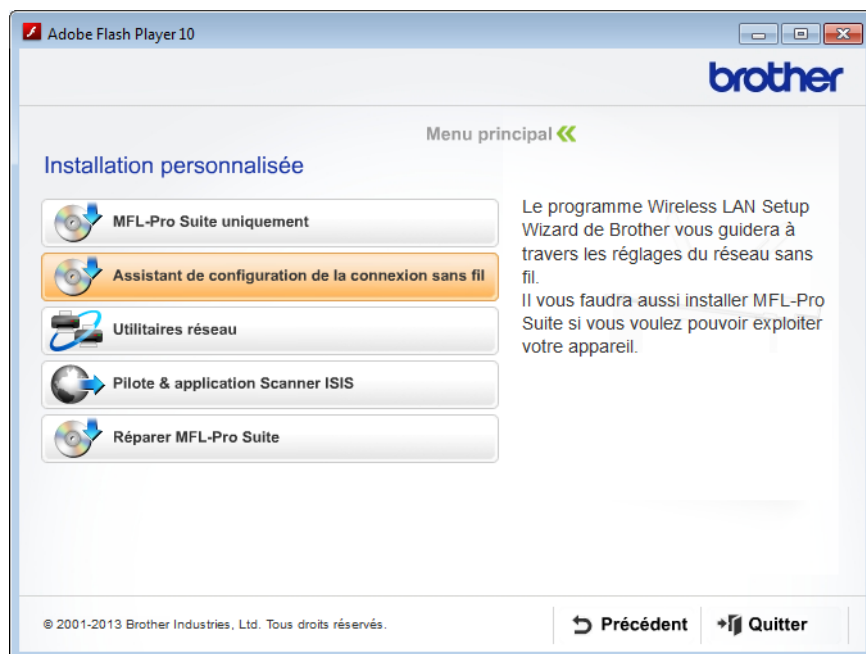 Adobe Flash Player 10
brother
Menu principal
Installation personnalisée
MFL-Pro Suite uniquement
Assistant de configuration de la connexion sans fil
Utilitaires réseau
Pilote & application Scanner ISIS
Réparer MFL-Pro Suite
Le programme Wireless LAN Setup
Wizard de Brother vous guidera à
travers les réglages du réseau sans
fil.
Il vous faudra aussi installer MFL-Pro
Suite si vous voulez pouvoir exploiter
votre appareil.
© 2001-2013 Brother Industries, Ltd. Tous droits réservés.
Précédent
Quitter